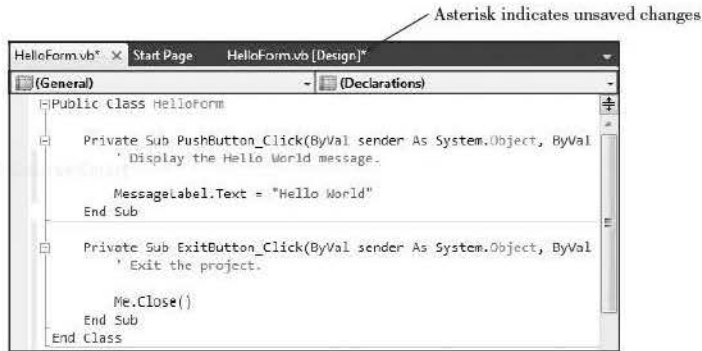 Asterisk indicates unsaved changes
HelloForm.vb* × Start Page HelloForm.vb [Design]*
(General) (Declarations)
Public Class HelloForm
Private Sub PushButton_Click(ByVal sender As System.Object, ByVal
' Display the Hello World message.
MessageLabel.Text = "Hello World"
End Sub
Private Sub ExitButton_Click(ByVal sender As System.Object, ByVal
' Exit the project.
Me.Close()
End Sub
End Class